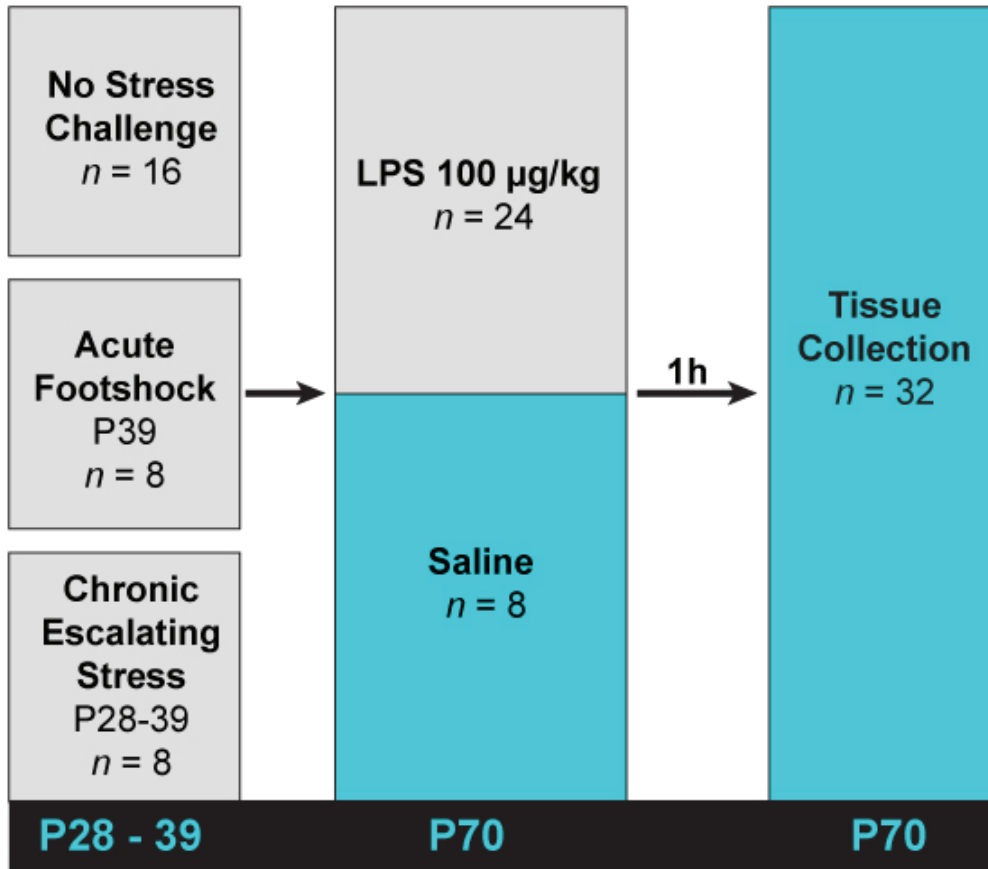 No Stress
Challenge
n = 16
Acute
Footshock
P39
n = 8
Chronic
Escalating
Stress
P28-39
n = 8
P28 - 39
LPS 100 µg/kg
n = 24
Saline
n = 8
P70
1h
Tissue
Collection
n = 32
P70